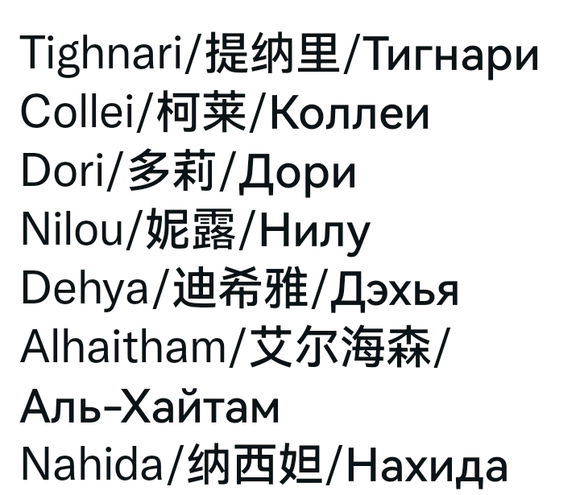 Tighnari/提纳里/Тигнари
Collei/柯莱/Коллеи
Dori/多莉/Дори
Nilou/妮露/Нилу
Dehya/迪希雅/Дэхья
Alhaitham/艾尔海森/
Аль-Хайтам
Nahida/纳西妲/Нахида